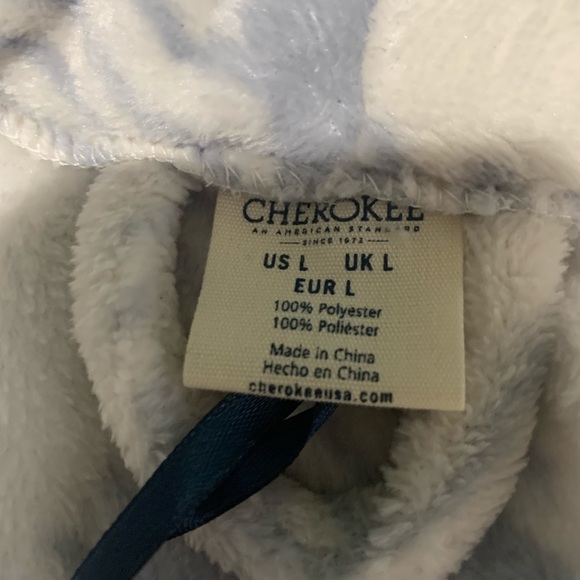 CHEROKEE
AN AMERICAN STANDARD
SINCE 1973
US L UK L
EUR L
100% Polyester
100% Poliéster
Made in China
Hecho en China
cherokeeusa.com